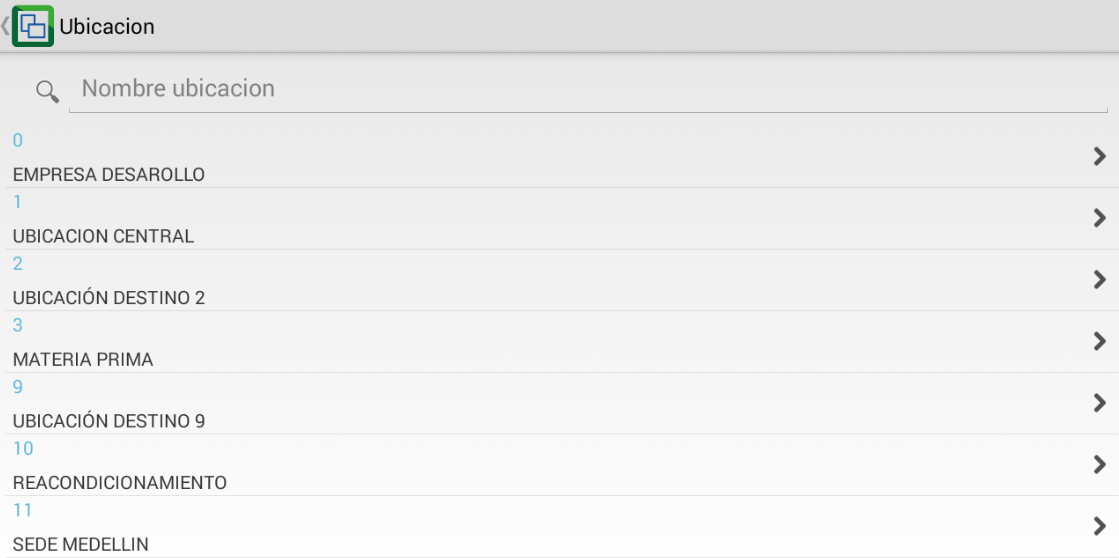 Ubicacion
Nombre ubicacion
0
EMPRESA DESAROLLO
1
UBICACION CENTRAL
2
UBICACIÓN DESTINO 2
3
MATERIA PRIMA
9
UBICACIÓN DESTINO 9
10
REACONDICIONAMIENTO
11
SEDE MEDELLIN